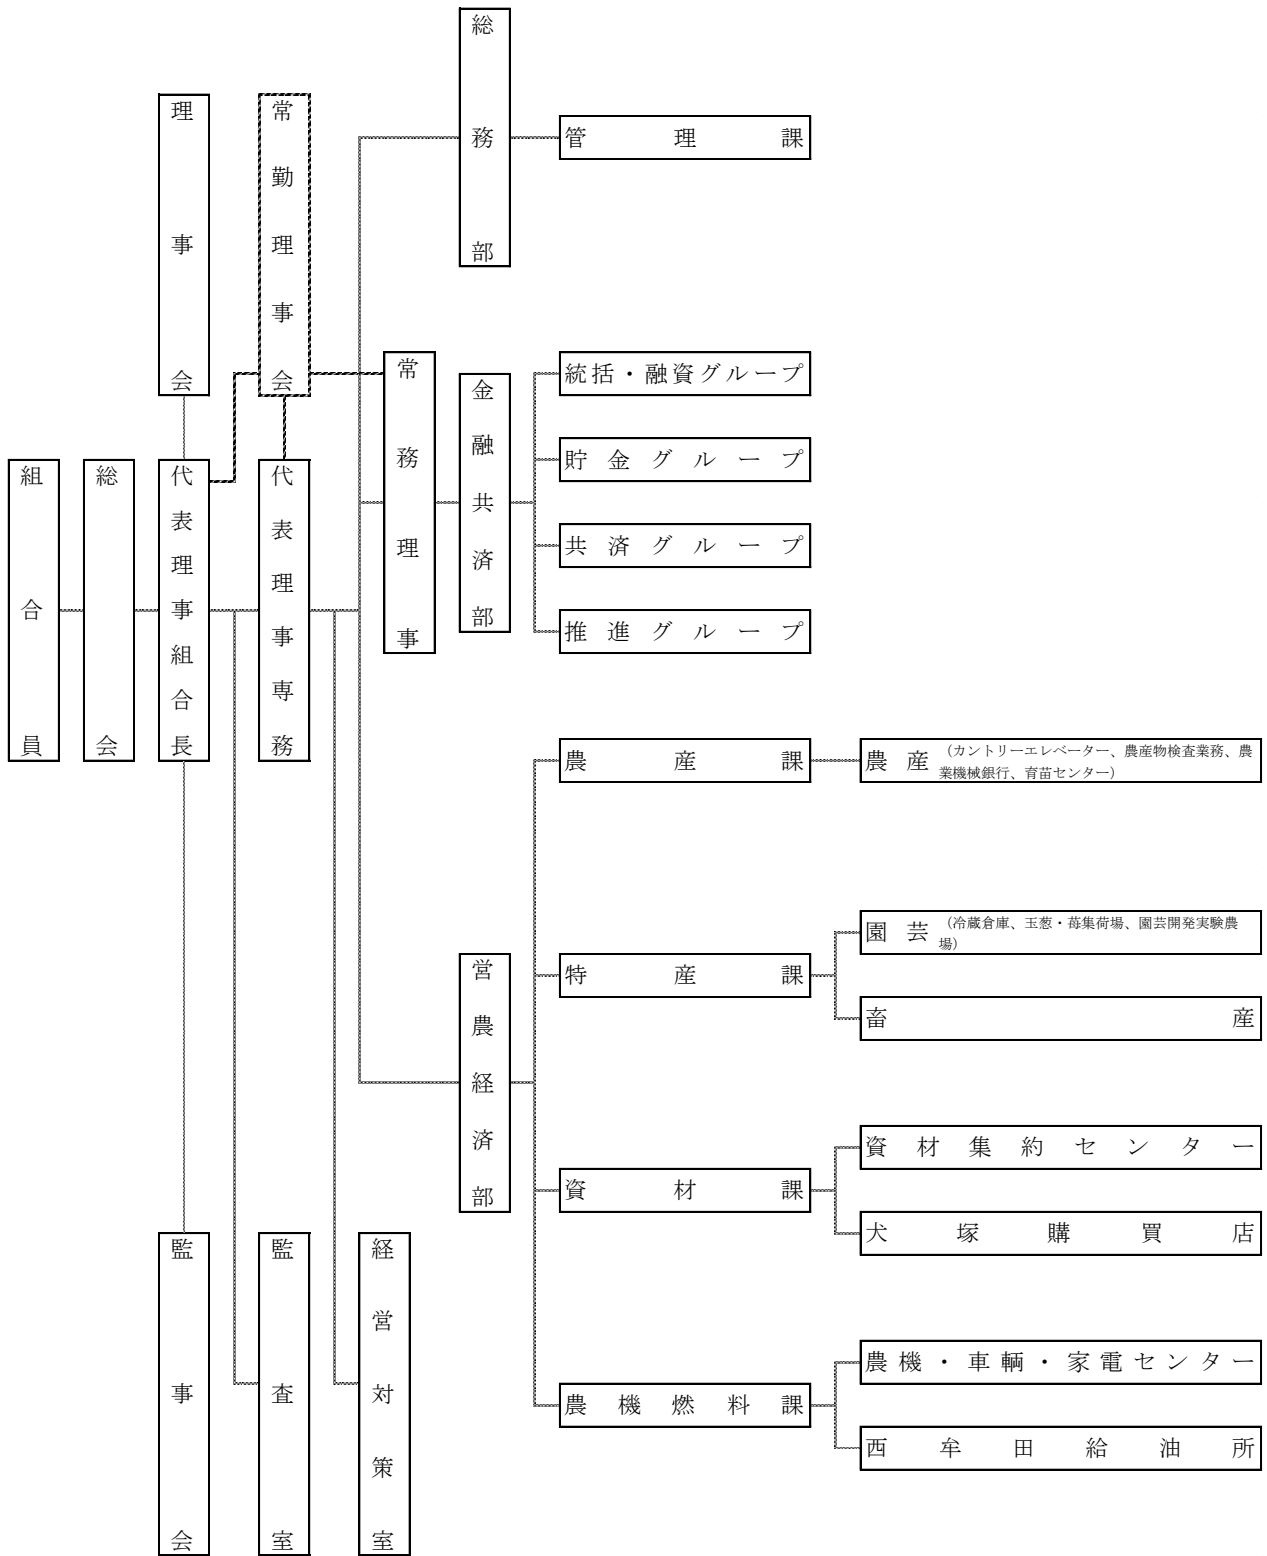 組合員
総会
理事会
代表理事組合長
監事会
常勤理事会
代表理事専務
監査室
経営対策室
常務理事
総務部
管理課
金融共済部
統括・融資グループ
貯金グループ
共済グループ
推進グループ
営農経済部
農産課
農産（カントリーエレベーター、農産物検査業務、農
業機械銀行、育苗センター）
特産課
園芸（冷蔵倉庫、玉葱・苺集荷場、園芸開発実験農
場）
畜産
資材課
資材集約センター
犬塚購買店
農機燃料課
農機・車輌・家電センター
西牟田給油所